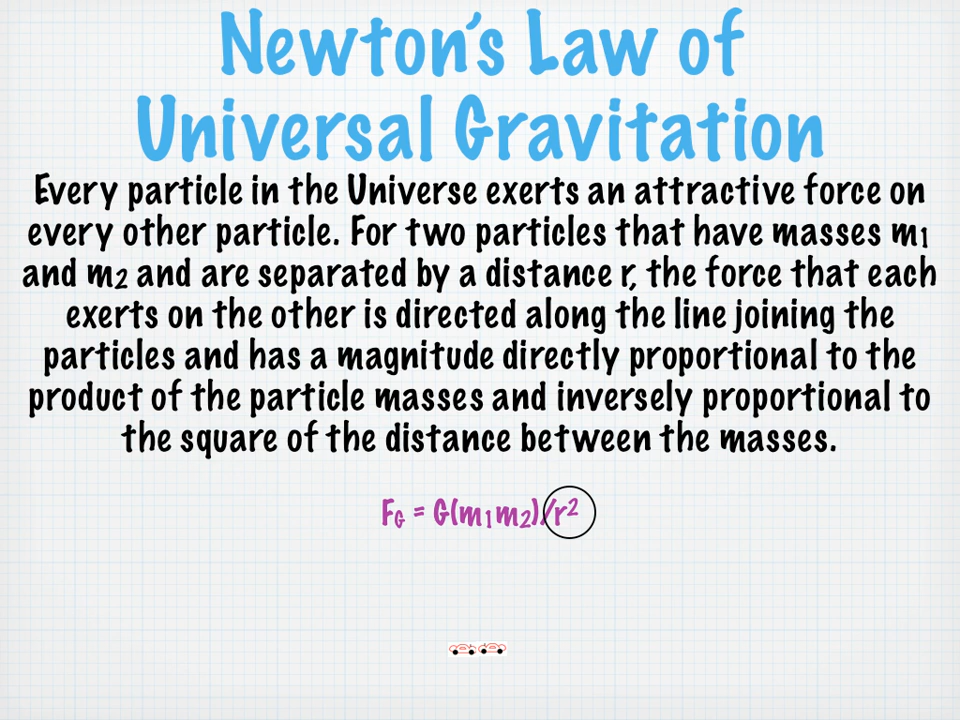 Newton's Law of
Universal Gravitation
Every particle in the Universe exerts an attractive force on
every other particle. For two particles that have masses m₁
and m₂ and are separated by a distance r, the force that each
exerts on the other is directed along the line joining the
particles and has a magnitude directly proportional to the
product of the particle masses and inversely proportional to
the square of the distance between the masses.
F_G = G(m₁m₂)/r²